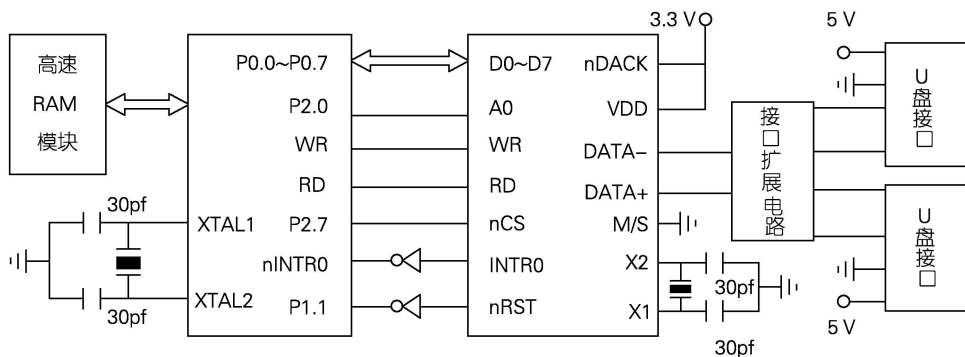 高速
RAM
模块
P0.0~P0.7
P2.0
WR
RD
P2.7
nINTR0
P1.1
XTAL1
XTAL2
30pf
30pf
D0~D7
A0
WR
RD
nCS
INTR0
nRST
nDACK
VDD
DATA-
DATA+
M/S
X2
X1
3.3 V
30pf
30pf
接口扩展电路
5 V
U盘接口
U盘接口
5 V